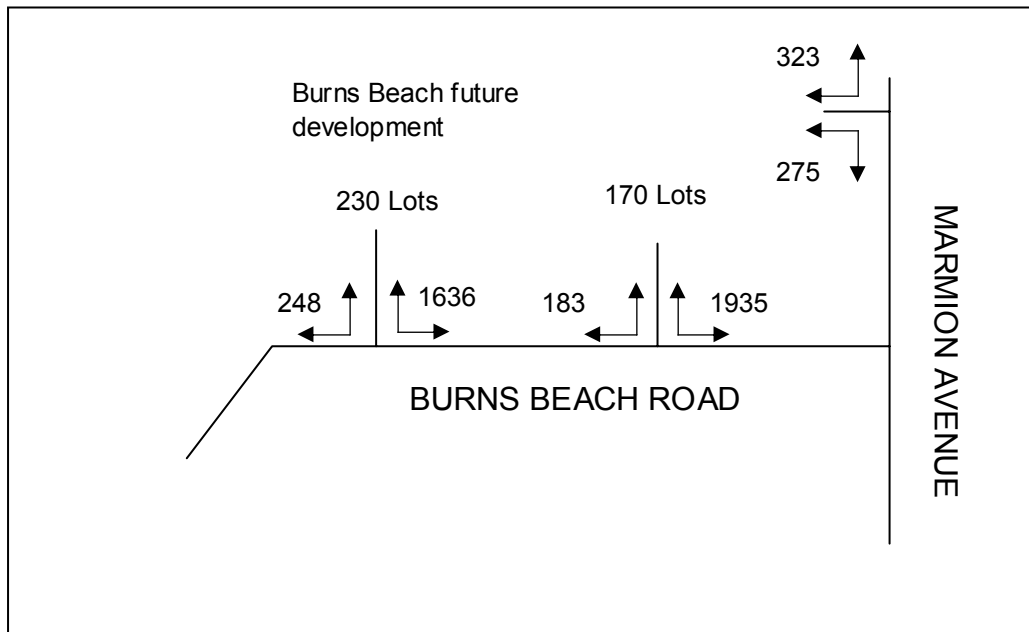 323
Burns Beach future
development
275
230 Lots
170 Lots
248
1636
183
1935
BURNS BEACH ROAD
MARMION AVENUE